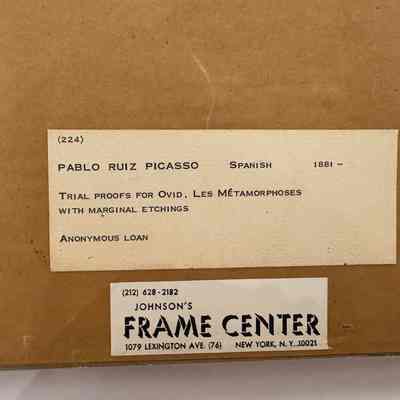 (224)
PABLO RUIZ PICASSO SPANISH 1881 -
TRIAL PROOFS FOR OVID, LES MÉTAMORPHOSES
WITH MARGINAL ETCHINGS
ANONYMOUS LOAN
(212) 628-2182
JOHNSON'S
FRAME CENTER
1079 LEXINGTON AVE. (76) NEW YORK, N.Y. 10021